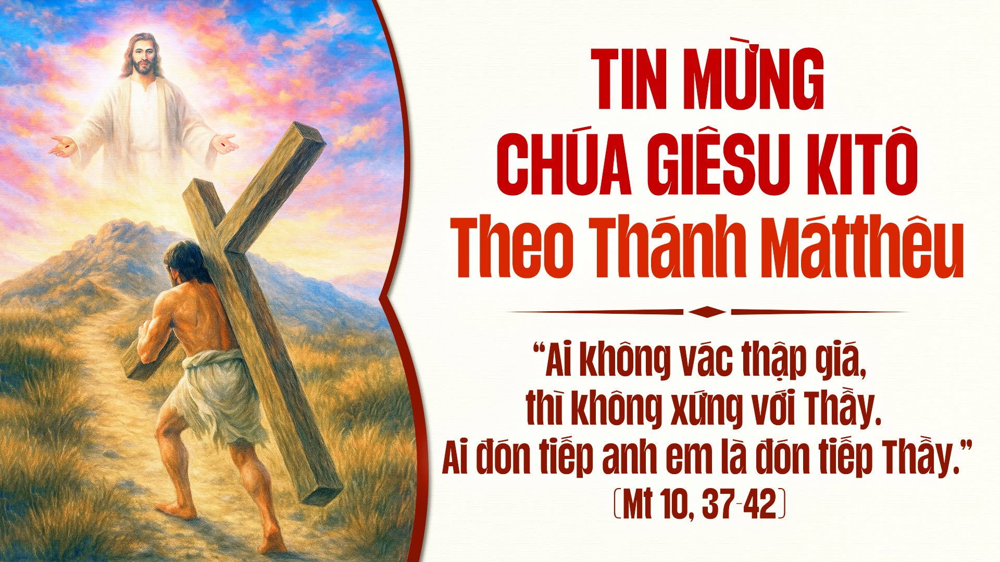 TIN MỪNG
CHÚA GIÊSU KITÔ
Theo Thánh Mátthêu
“Ai không vác thập giá,
thì không xứng với Thầy.
Ai đón tiếp anh em là đón tiếp Thầy.”
(Mt 10, 37-42)